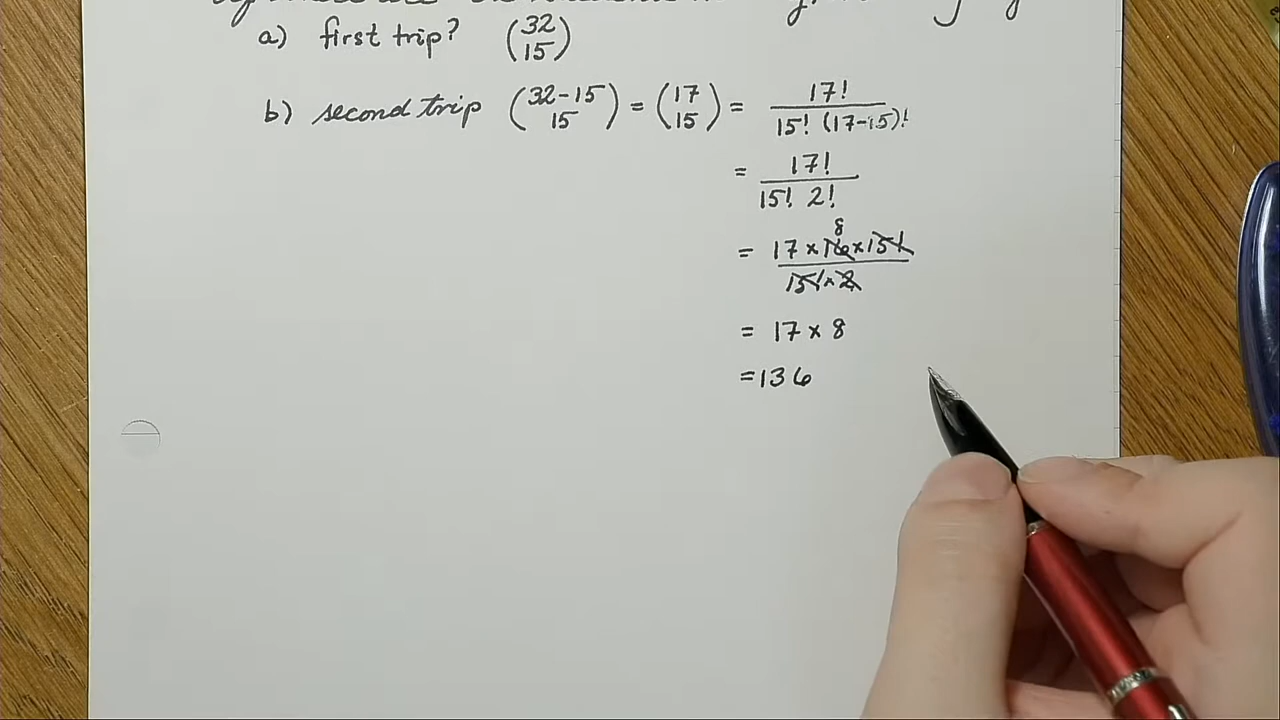 a) first trip? (32 15)
b) second trip (32-15 15) = (17 15) = 17! / 15! (17-15)!
= 17! / 15! 2!
8
= 17 × 16 × 15! / 15! × 2
= 17 × 8
= 136